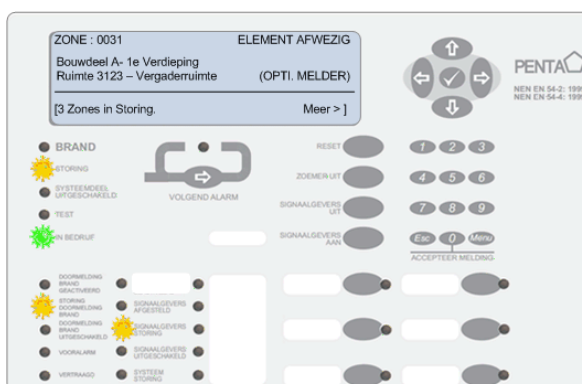 ZONE : 0031 ELEMENT AFWEZIG
Bouwdeel A- 1e Verdieping
Ruimte 3123 – Vergaderruimte (OPTI. MELDER)
[3 Zones in Storing. Meer > ]
PENTA
NEN EN 54-2: 199
NEN EN 54-4: 199
BRAND
STORING
SYSTEEMDEEL
UITGESCHAKELD
TEST
IN BEDRIJF
VOLGEND ALARM
RESET
ZOEMER UIT
SIGNAALGEVERS
UIT
SIGNAALGEVERS
AAN
1 2 3
4 5 6
7 8 9
Esc 0 Menu
ACCEPTEER MELDING
DOORMELDING
BRAND
GEACTIVEERD
STORING
DOORMELDING
BRAND
DOORMELDING
BRAND
UITGESCHAKELD
VOORALARM
VERTRAAGD
SIGNAALGEVERS
AFGESTELD
SIGNAALGEVERS
STORING
SIGNAALGEVERS
UITGESCHAKELD
SYSTEEM
STORING